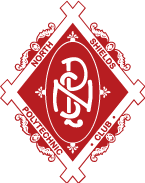 NORTH
SHIELDS
POLYTECHNIC
· CLUB ·